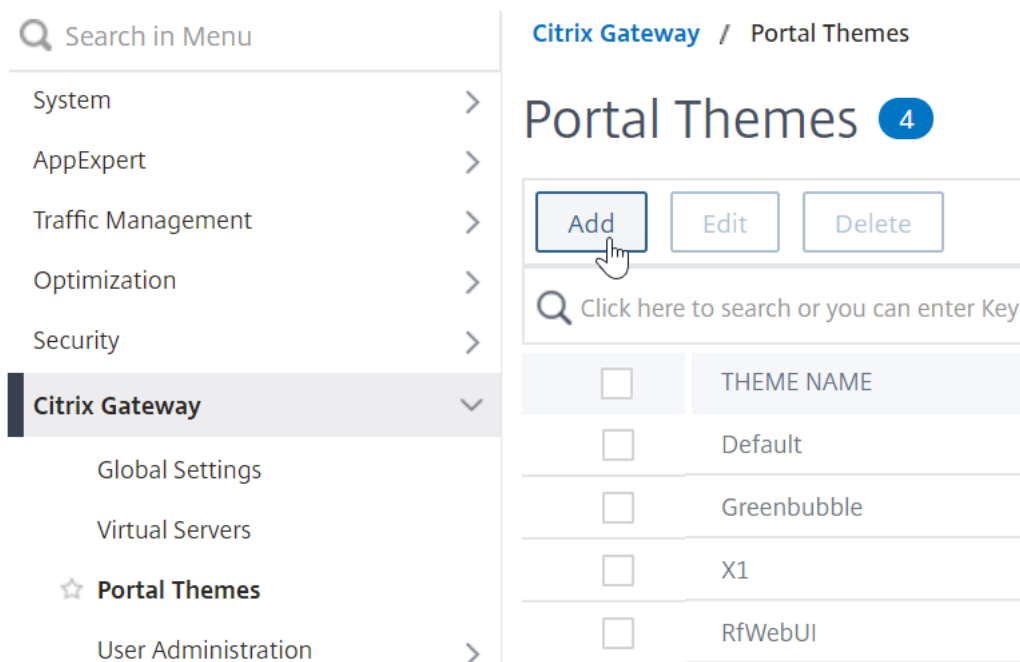 Search in Menu
System
AppExpert
Traffic Management
Optimization
Security
Citrix Gateway
Global Settings
Virtual Servers
Portal Themes
User Administration
Citrix Gateway / Portal Themes
Portal Themes 4
Add Edit Delete
Click here to search or you can enter Key
THEME NAME
Default
Greenbubble
X1
RfWebUI